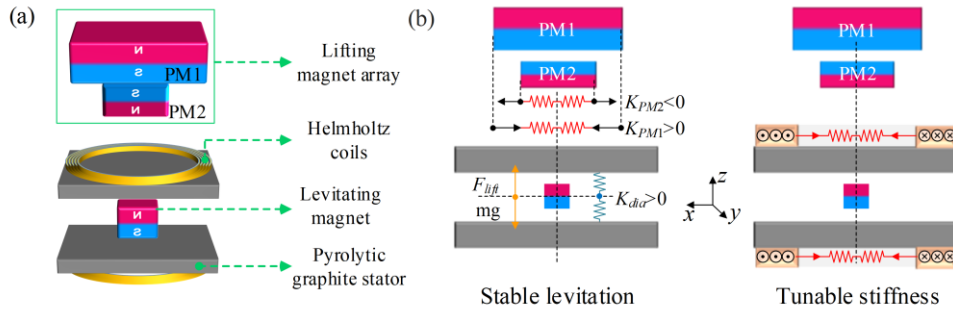 (a)
N
S
PM1
S
N
PM2
Lifting
magnet array
Helmholtz
coils
N
S
Levitating
magnet
Pyrolytic
graphite stator
(b)
PM1
PM2
K_PM2<0
K_PM1>0
F_lift
mg
K_dia>0
z
x
y
Stable levitation
PM1
PM2
Tunable stiffness